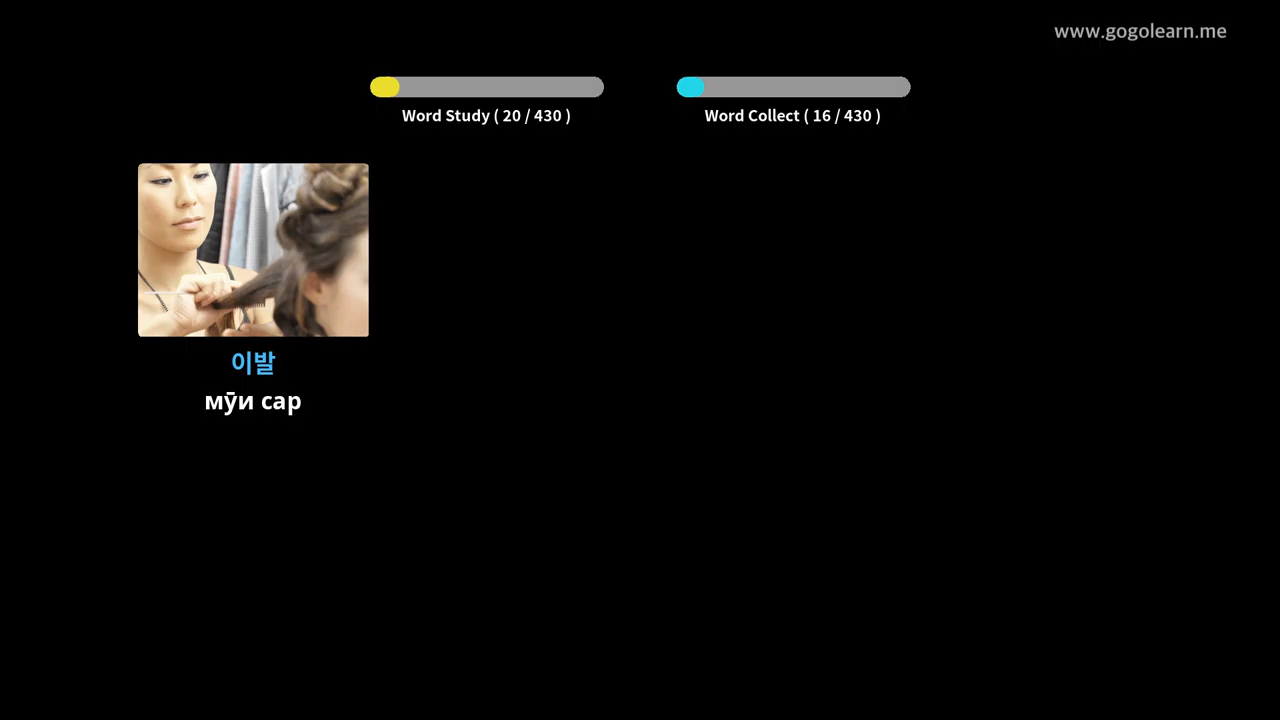 www.gogolearn.me
Word Study ( 20 / 430 )
Word Collect ( 16 / 430 )
이발
мӯи сар